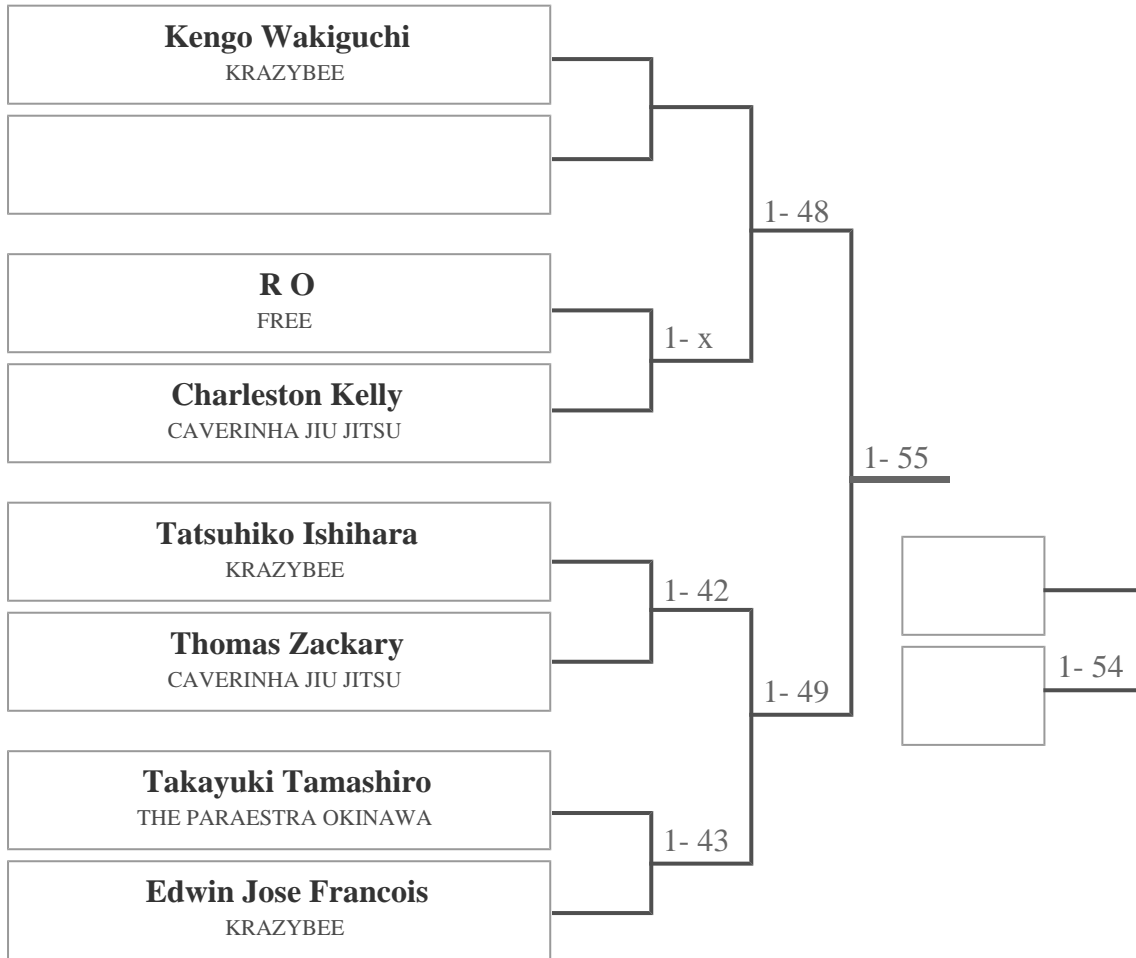 Kengo Wakiguchi
KRAZYBEE
1- 48
R O
FREE
1- x
Charleston Kelly
CAVERINHA JIU JITSU
1- 55
Tatsuhiko Ishihara
KRAZYBEE
1- 42
Thomas Zackary
CAVERINHA JIU JITSU
1- 54
1- 49
Takayuki Tamashiro
THE PARAESTRA OKINAWA
1- 43
Edwin Jose Francois
KRAZYBEE